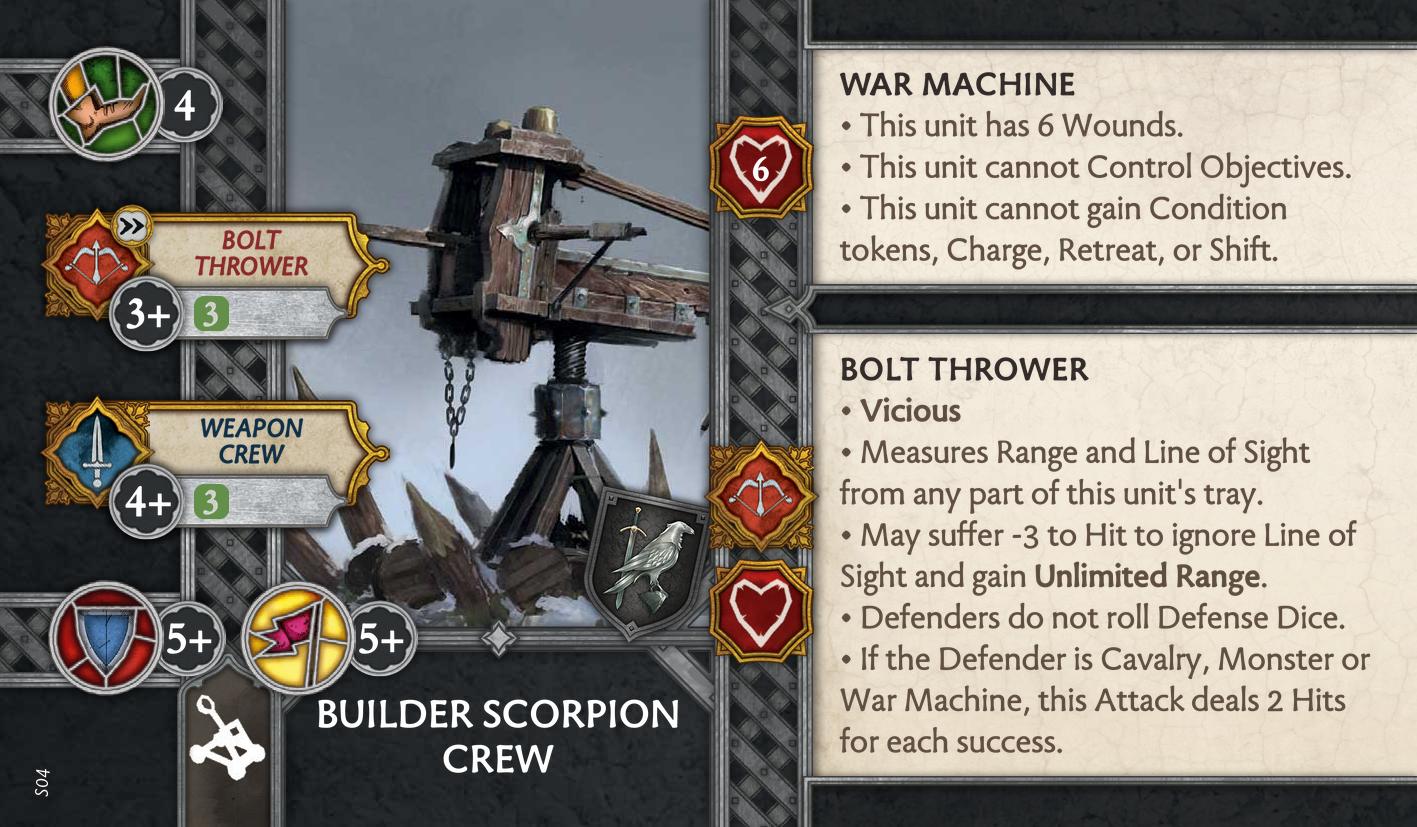 4
BOLT
THROWER
3+
3
WEAPON
CREW
4+
3
5+
5+
BUILDER SCORPION
CREW
S04
6
WAR MACHINE
• This unit has 6 Wounds.
• This unit cannot Control Objectives.
• This unit cannot gain Condition
tokens, Charge, Retreat, or Shift.
BOLT THROWER
• Vicious
• Measures Range and Line of Sight
from any part of this unit's tray.
• May suffer -3 to Hit to ignore Line of
Sight and gain Unlimited Range.
• Defenders do not roll Defense Dice.
• If the Defender is Cavalry, Monster or
War Machine, this Attack deals 2 Hits
for each success.